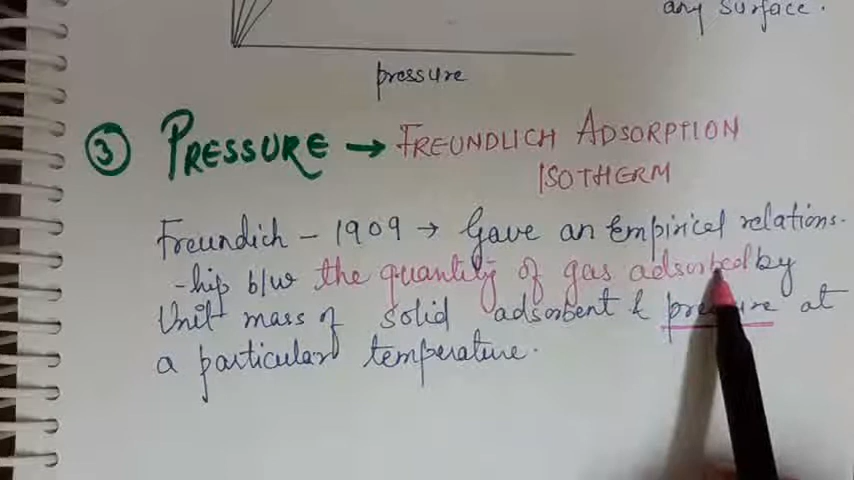 any surface.
pressure
③ PRESSURE → FREUNDLICH ADSORPTION
ISOTHERM
Freundich - 1909 → Gave an Empirical relations-
-hip b/w the quantity of gas adsorbed by
Unit mass of solid adsorbent & pressure at
a particular temperature.